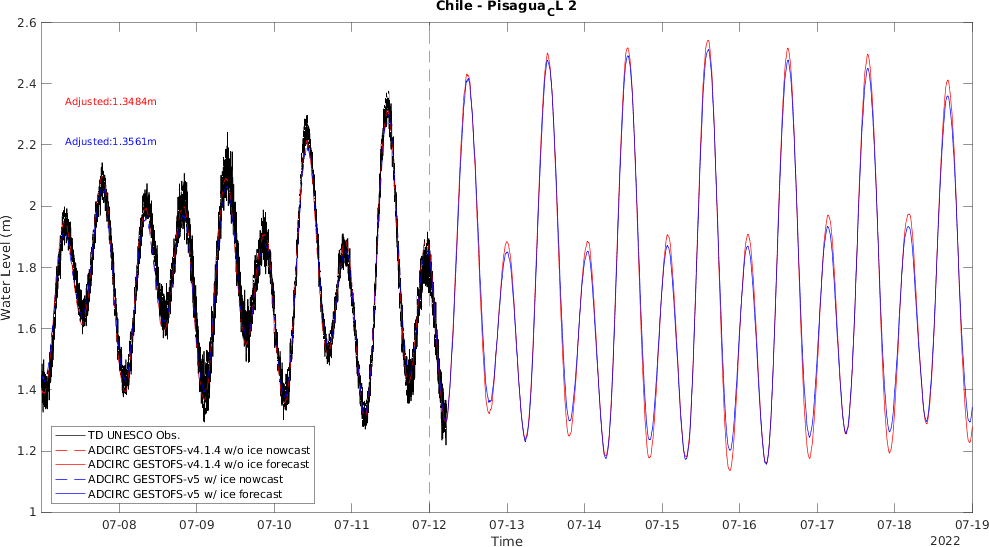 Chile - Pisagua_CL 2
2.6
2.4
2.2
2
1.8
1.6
1.4
1.2
1
Water Level (m)
Adjusted:1.3484m
Adjusted:1.3561m
TD UNESCO Obs.
ADCIRC GESTOFS-v4.1.4 w/o ice nowcast
ADCIRC GESTOFS-v4.1.4 w/o ice forecast
ADCIRC GESTOFS-v5 w/ ice nowcast
ADCIRC GESTOFS-v5 w/ ice forecast
07-08 07-09 07-10 07-11 07-12 07-13 07-14 07-15 07-16 07-17 07-18 07-19
Time
2022